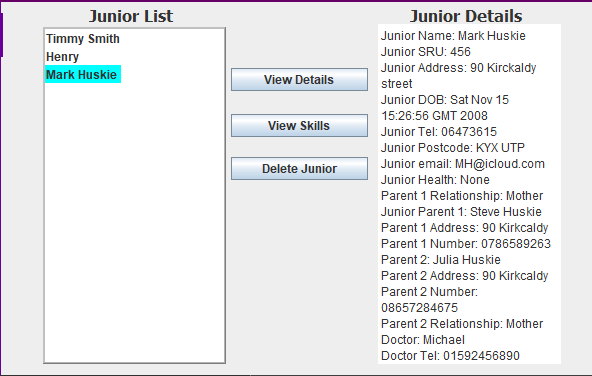 Junior List
Timmy Smith
Henry
Mark Huskie
View Details
View Skills
Delete Junior
Junior Details
Junior Name: Mark Huskie
Junior SRU: 456
Junior Address: 90 Kirckaldy
street
Junior DOB: Sat Nov 15
15:26:56 GMT 2008
Junior Tel: 06473615
Junior Postcode: KYX UTP
Junior email: MH@icloud.com
Junior Health: None
Parent 1 Relationship: Mother
Junior Parent 1: Steve Huskie
Parent 1 Address: 90 Kirkcaldy
Parent 1 Number: 0786589263
Parent 2: Julia Huskie
Parent 2 Address: 90 Kirkcaldy
Parent 2 Number:
08657284675
Parent 2 Relationship: Mother
Doctor: Michael
Doctor Tel: 01592456890